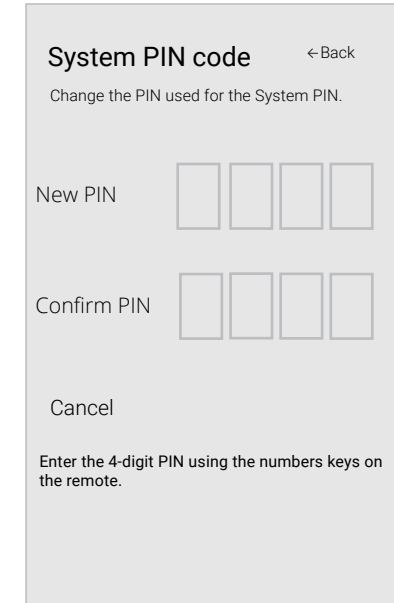 System PIN code ←Back
Change the PIN used for the System PIN.
New PIN
Confirm PIN
Cancel
Enter the 4-digit PIN using the numbers keys on
the remote.